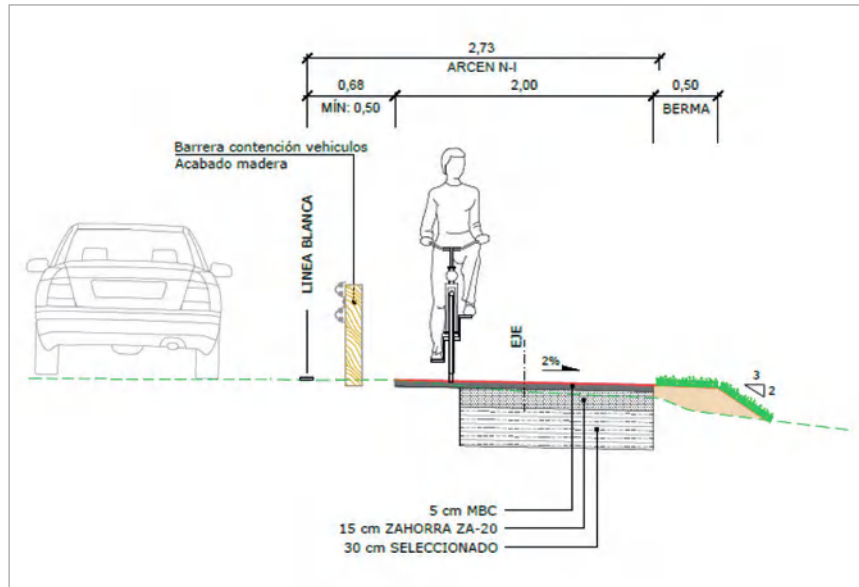 2,73
ARCEN N-I
0,68
2,00
0,50
MÍN: 0,50
BERMA
Barrera contención vehiculos
Acabado madera
LINEA BLANCA
EJE
2%
3
2
5 cm MBC
15 cm ZAHORRA ZA-20
30 cm SELECCIONADO